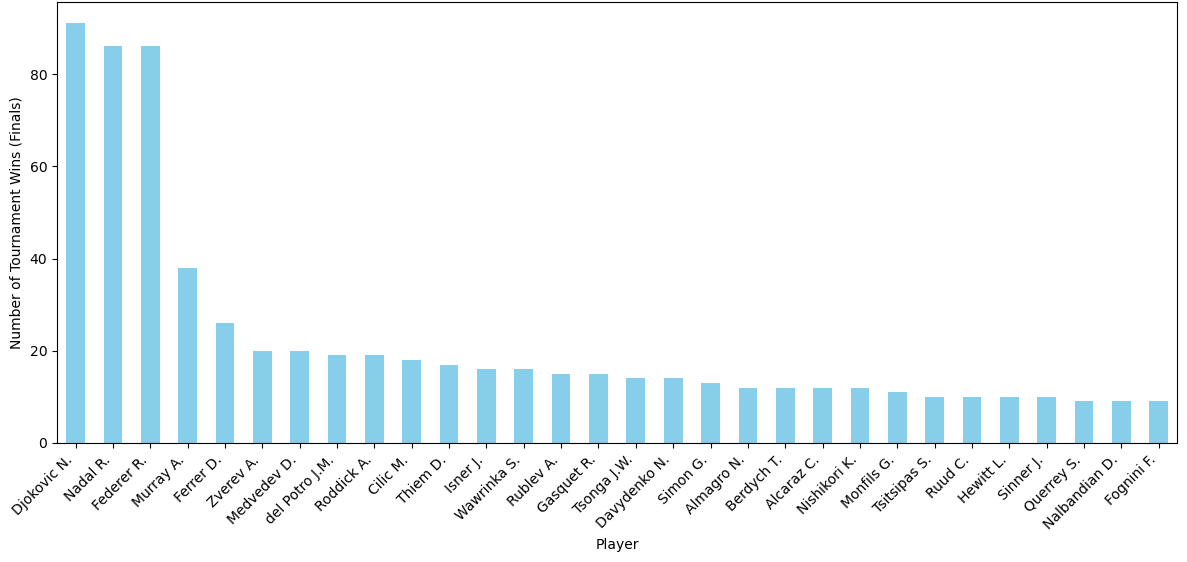 Number of Tournament Wins (Finals)
80
60
40
20
0
Djokovic N.
Nadal R.
Federer R.
Murray A.
Ferrer D.
Zverev A.
Medvedev D.
del Potro J.M.
Roddick A.
Cilic M.
Thiem D.
Isner J.
Wawrinka S.
Rublev A.
Gasquet R.
Tsonga J.W.
Davydenko N.
Simon G.
Almagro N.
Berdych T.
Alcaraz C.
Nishikori K.
Monfils G.
Tsitsipas S.
Ruud C.
Hewitt L.
Sinner J.
Querrey S.
Nalbandian D.
Fognini F.
Player